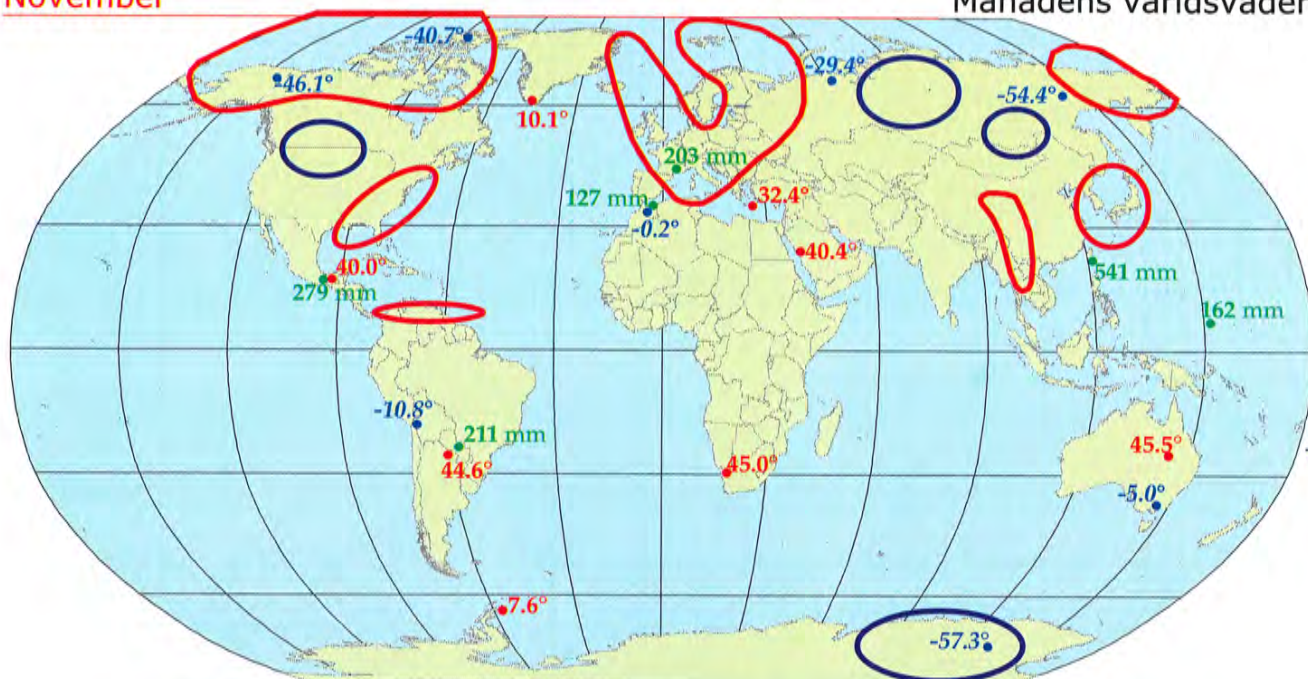 November
Månadens världsväder
-40.7°
-46.1°
-29.4°
-54.4°
10.1°
203 mm
127 mm
32.4°
-0.2°
40.4°
40.0°
279 mm
541 mm
162 mm
-10.8°
211 mm
44.6°
45.0°
45.5°
-5.0°
7.6°
-57.3°